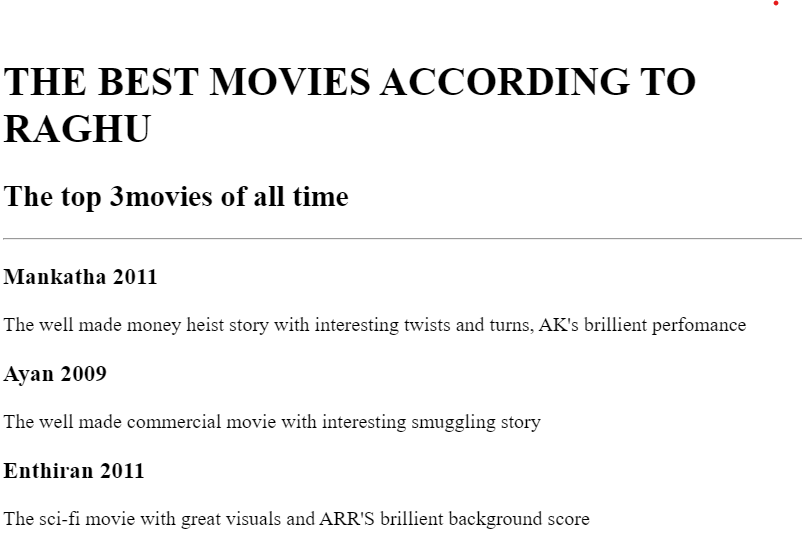 THE BEST MOVIES ACCORDING TO
RAGHU
The top 3movies of all time
Mankatha 2011
The well made money heist story with interesting twists and turns, AK's brillient perfomance
Ayan 2009
The well made commercial movie with interesting smuggling story
Enthiran 2011
The sci-fi movie with great visuals and ARR'S brillient background score